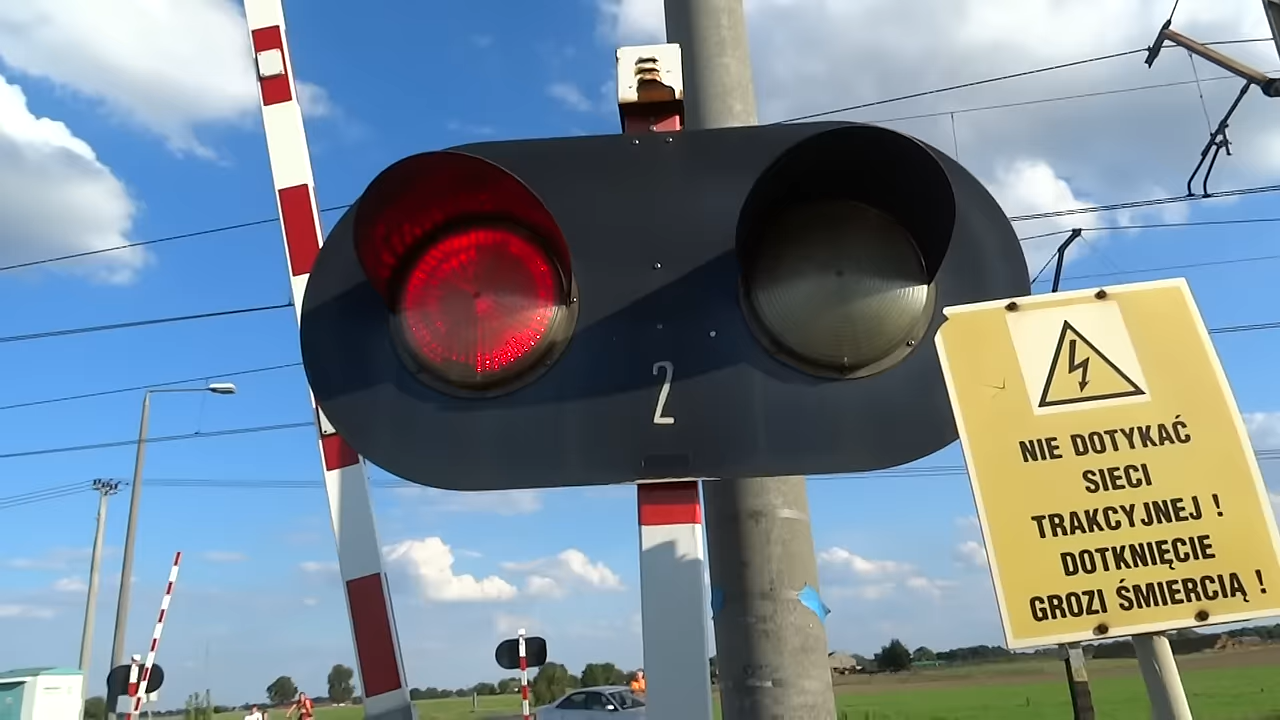 2
NIE DOTYKAĆ
SIECI
TRAKCYJNEJ !
DOTKNIĘCIE
GROZI ŚMIERCIĄ !